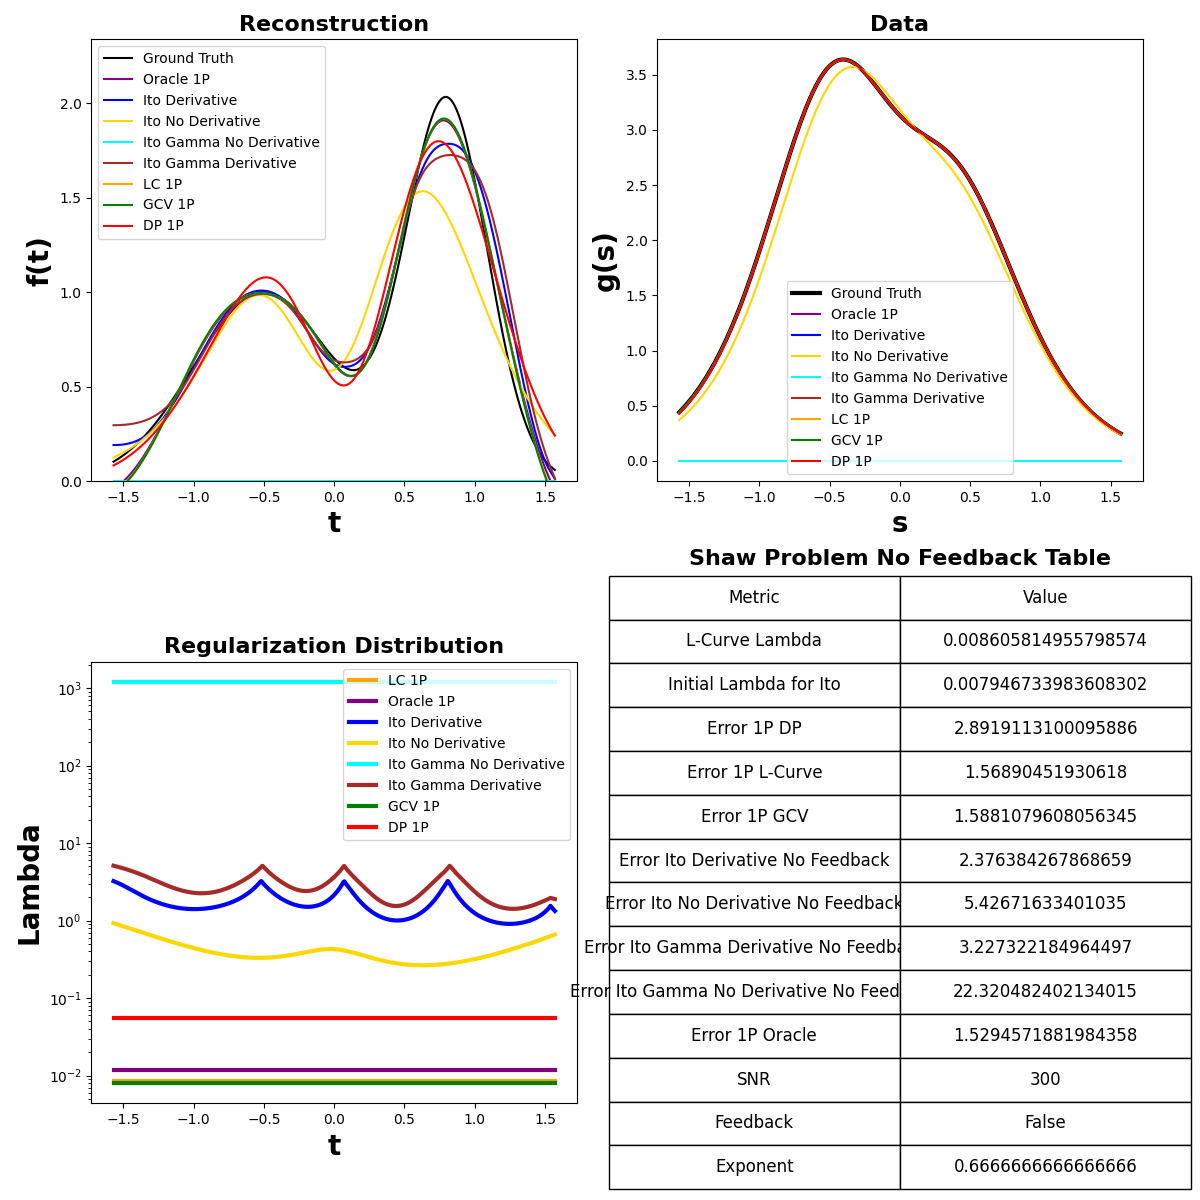 Reconstruction
f(t)
2.0
1.5
1.0
0.5
0.0
Ground Truth
Oracle 1P
Ito Derivative
Ito No Derivative
Ito Gamma No Derivative
Ito Gamma Derivative
LC 1P
GCV 1P
DP 1P
−1.5 −1.0 −0.5 0.0 0.5 1.0 1.5
t
Data
g(s)
3.5
3.0
2.5
2.0
1.5
1.0
0.5
0.0
Ground Truth
Oracle 1P
Ito Derivative
Ito No Derivative
Ito Gamma No Derivative
Ito Gamma Derivative
LC 1P
GCV 1P
DP 1P
−1.5 −1.0 −0.5 0.0 0.5 1.0 1.5
s
Regularization Distribution
Lambda
10³
10²
10¹
10⁰
10⁻¹
10⁻²
LC 1P
Oracle 1P
Ito Derivative
Ito No Derivative
Ito Gamma No Derivative
Ito Gamma Derivative
GCV 1P
DP 1P
−1.5 −1.0 −0.5 0.0 0.5 1.0 1.5
t
Shaw Problem No Feedback Table
Metric Value
L-Curve Lambda 0.008605814955798574
Initial Lambda for Ito 0.007946733983608302
Error 1P DP 2.8919113100095886
Error 1P L-Curve 1.56890451930618
Error 1P GCV 1.5881079608056345
Error Ito Derivative No Feedback 2.376384267868659
Error Ito No Derivative No Feedback 5.42671633401035
Error Ito Gamma Derivative No Feedba 3.227322184964497
Error Ito Gamma No Derivative No Feed 22.320482402134015
Error 1P Oracle 1.5294571881984358
SNR 300
Feedback False
Exponent 0.6666666666666666